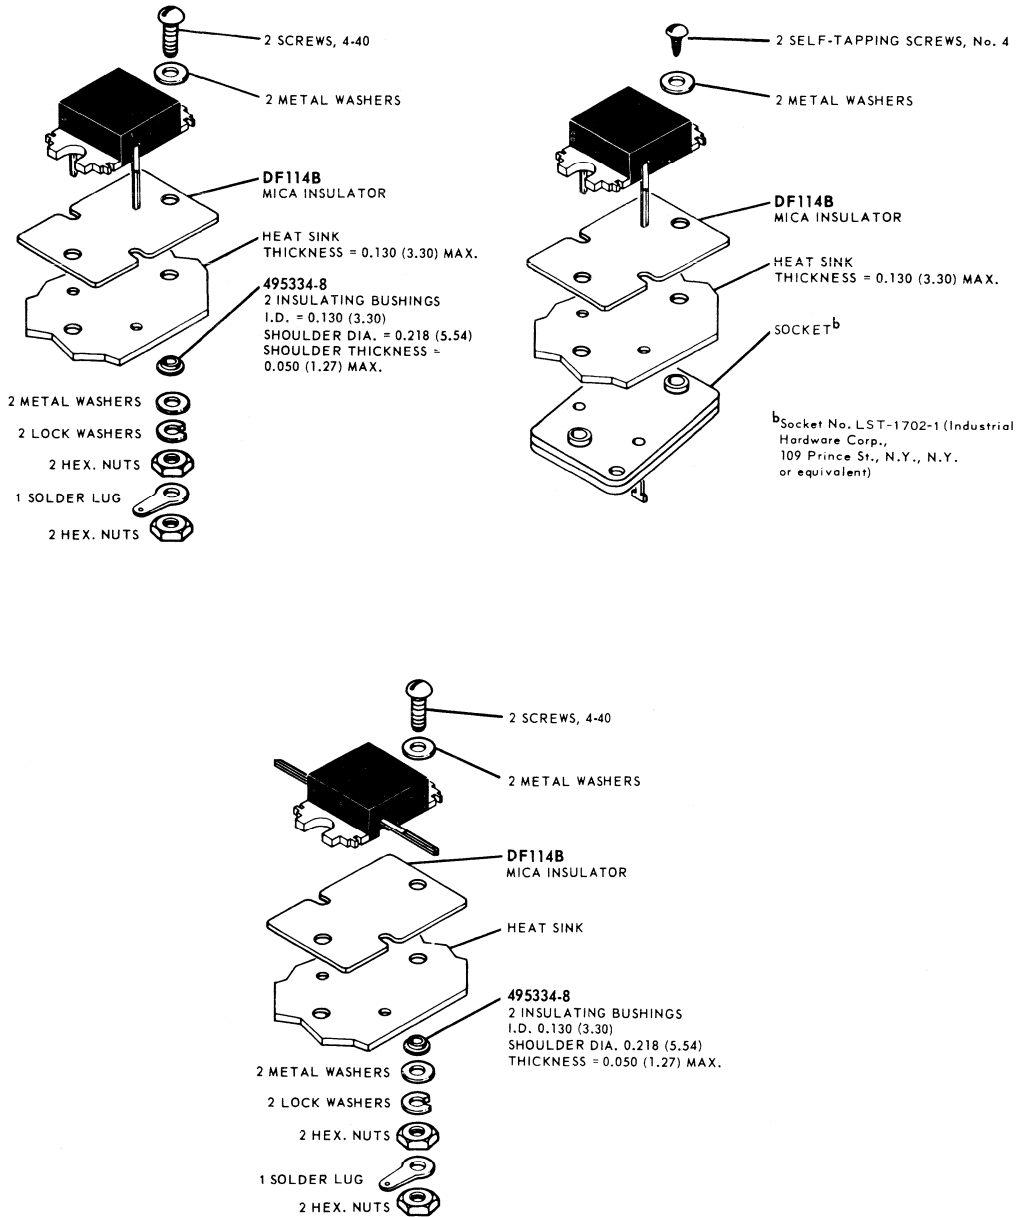 2 SCREWS, 4-40
2 METAL WASHERS
DF114B
MICA INSULATOR
HEAT SINK
THICKNESS = 0.130 (3.30) MAX.
495334-8
2 INSULATING BUSHINGS
I.D. = 0.130 (3.30)
SHOULDER DIA. = 0.218 (5.54)
SHOULDER THICKNESS =
0.050 (1.27) MAX.
2 METAL WASHERS
2 LOCK WASHERS
2 HEX. NUTS
1 SOLDER LUG
2 HEX. NUTS
2 SELF-TAPPING SCREWS, No. 4
2 METAL WASHERS
DF114B
MICA INSULATOR
HEAT SINK
THICKNESS = 0.130 (3.30) MAX.
SOCKETb
bSocket No. LST-1702-1 (Industrial
Hardware Corp.,
109 Prince St., N.Y., N.Y.
or equivalent)
2 SCREWS, 4-40
2 METAL WASHERS
DF114B
MICA INSULATOR
HEAT SINK
495334-8
2 INSULATING BUSHINGS
I.D. 0.130 (3.30)
SHOULDER DIA. 0.218 (5.54)
THICKNESS = 0.050 (1.27) MAX.
2 METAL WASHERS
2 LOCK WASHERS
2 HEX. NUTS
1 SOLDER LUG
2 HEX. NUTS